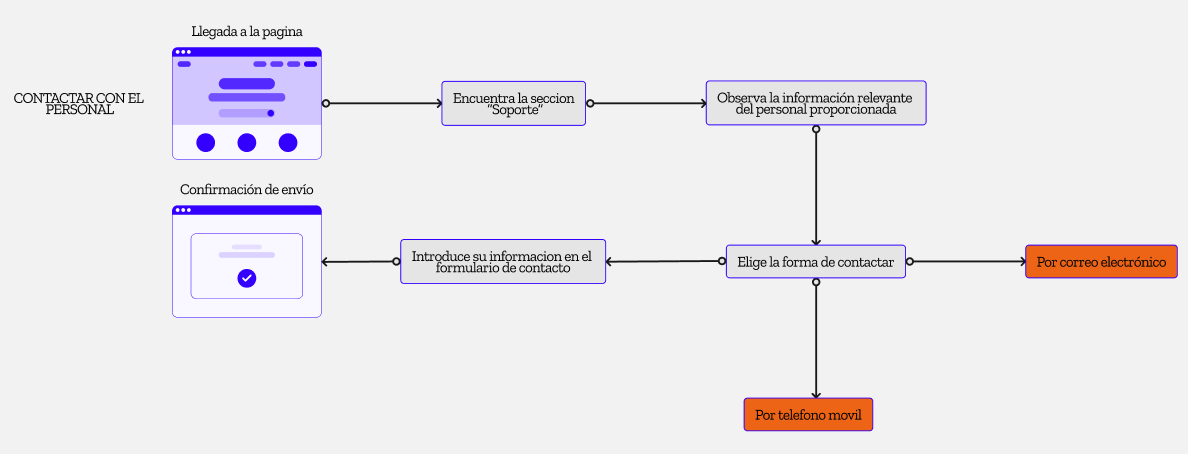 Llegada a la pagina
CONTACTAR CON EL
PERSONAL
Encuentra la seccion
"Soporte"
Observa la información relevante
del personal proporcionada
Confirmación de envío
Introduce su informacion en el
formulario de contacto
Elige la forma de contactar
Por correo electrónico
Por telefono movil